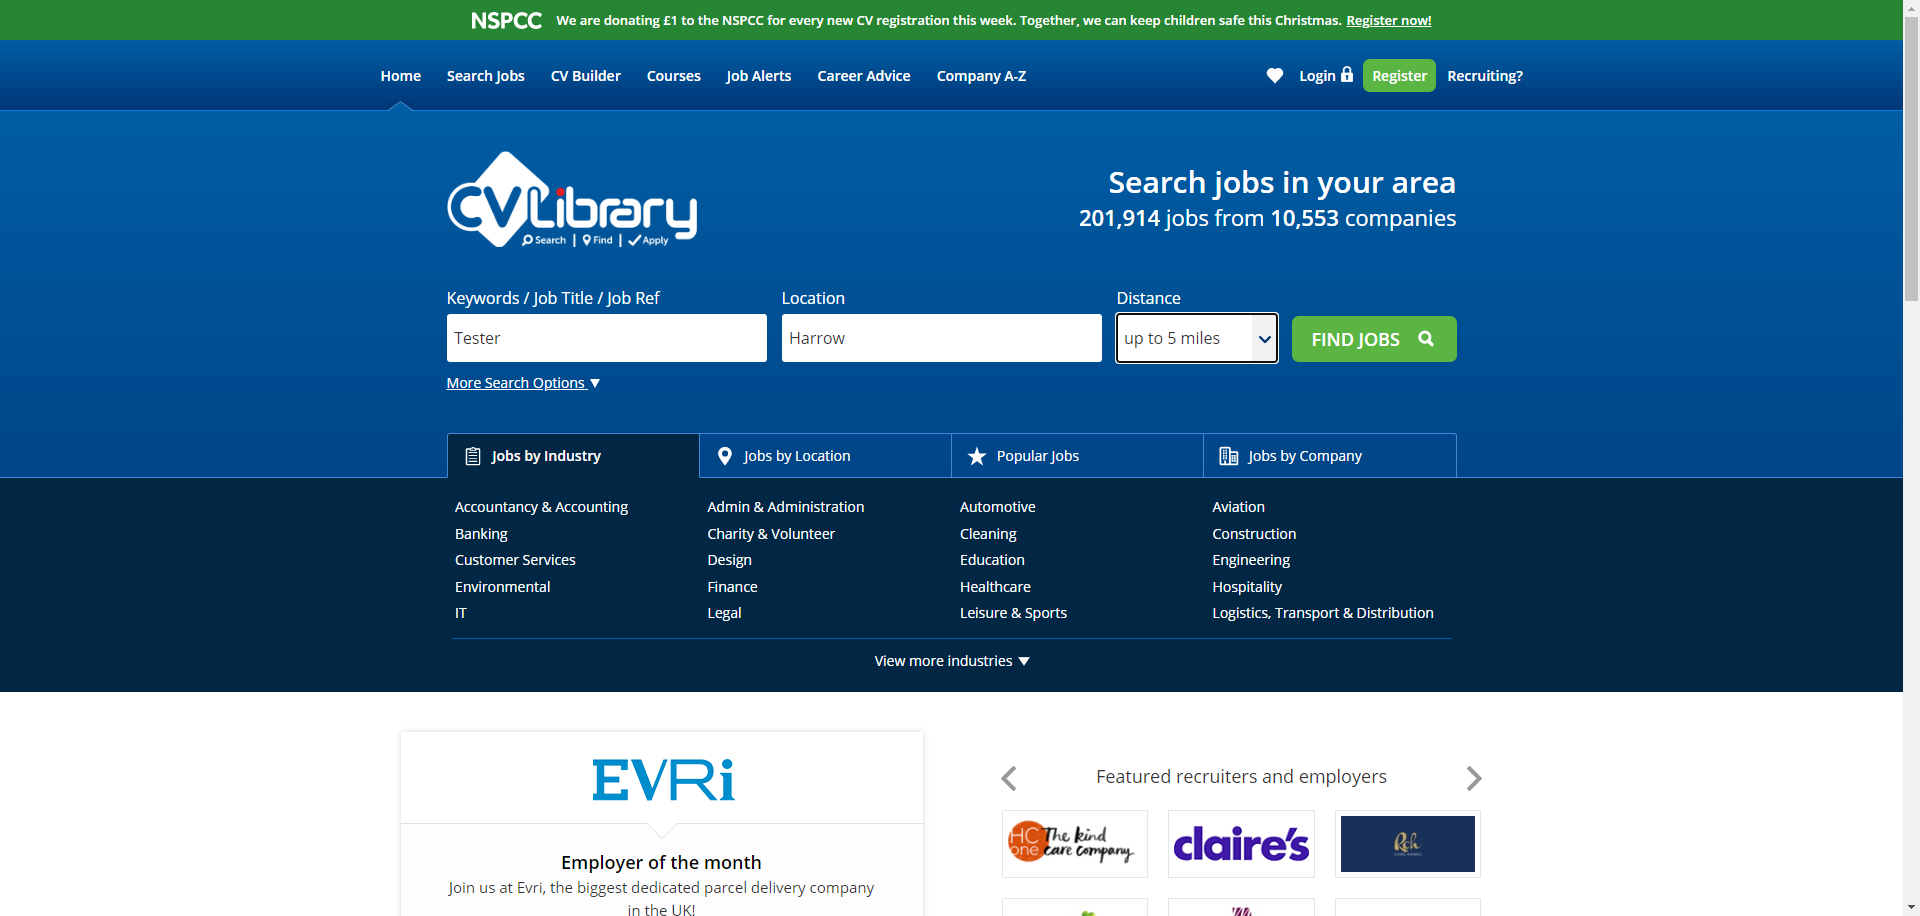 NSPCC We are donating £1 to the NSPCC for every new CV registration this week. Together, we can keep children safe this Christmas. Register now!
Home Search Jobs CV Builder Courses Job Alerts Career Advice Company A-Z Login Register Recruiting?
CVLibrary
Search | Find | Apply
Search jobs in your area
201,914 jobs from 10,553 companies
Keywords / Job Title / Job Ref Location Distance
Tester Harrow up to 5 miles FIND JOBS
More Search Options
Jobs by Industry Jobs by Location Popular Jobs Jobs by Company
Accountancy & Accounting Admin & Administration Automotive Aviation
Banking Charity & Volunteer Cleaning Construction
Customer Services Design Education Engineering
Environmental Finance Healthcare Hospitality
IT Legal Leisure & Sports Logistics, Transport & Distribution
View more industries
EVRi
Employer of the month
Join us at Evri, the biggest dedicated parcel delivery company
in the UK!
Featured recruiters and employers
HC one The kind care company
claire's
Rch